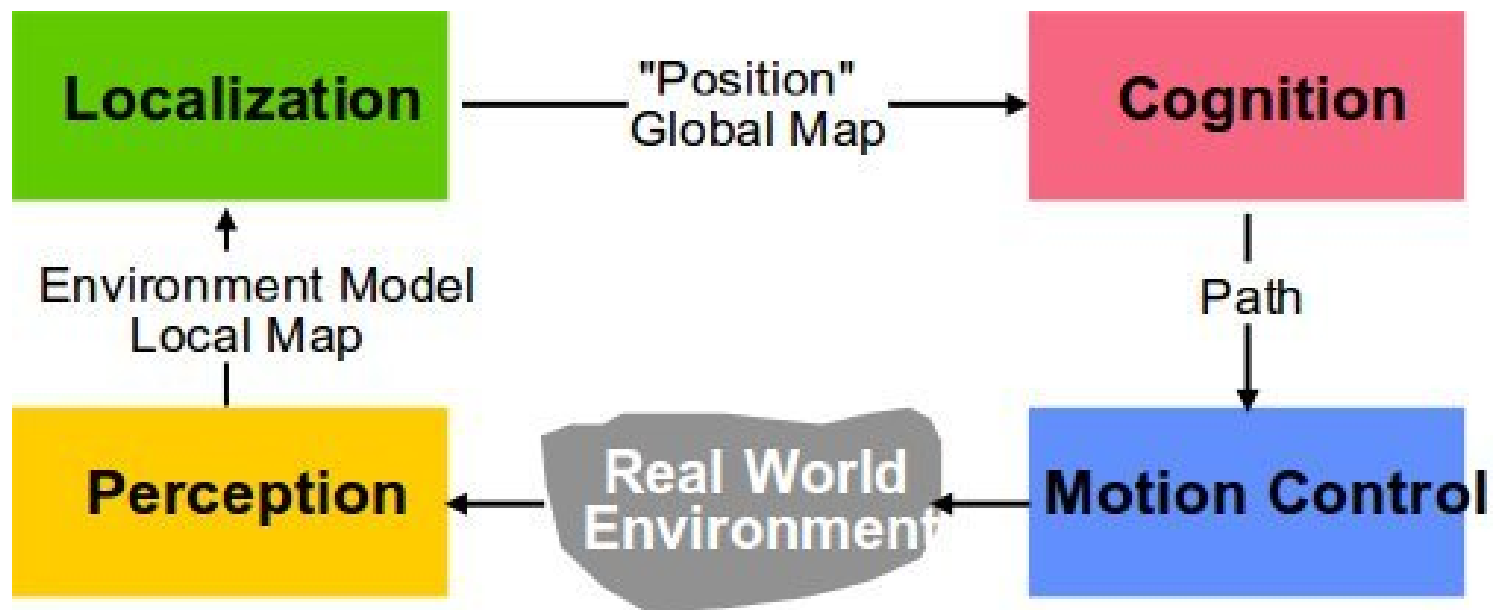 Localization
"Position"
Global Map
Cognition
Environment Model
Local Map
Path
Perception
Real World
Environment
Motion Control